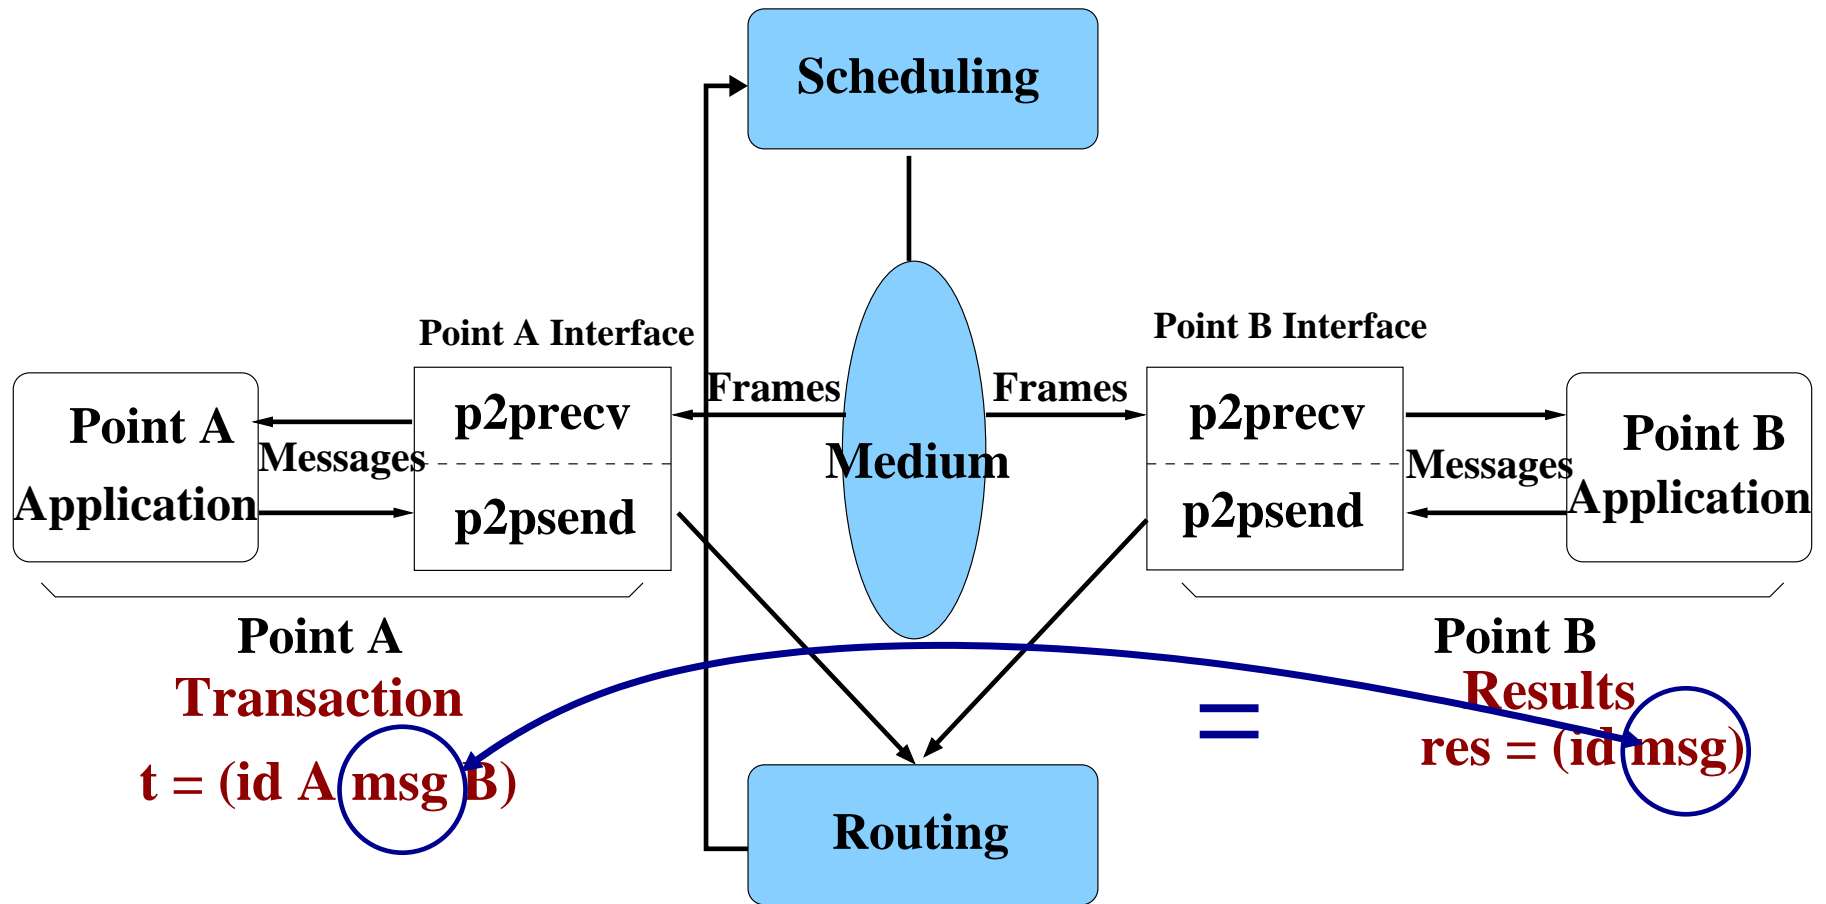 Scheduling
Point A Interface
Point B Interface
Frames
Frames
Point A
Application
Messages
p2precv
p2psend
Medium
p2precv
p2psend
Messages
Point B
Application
Point A
Transaction
t = (id A msg B)
=
Point B
Results
res = (id msg)
Routing